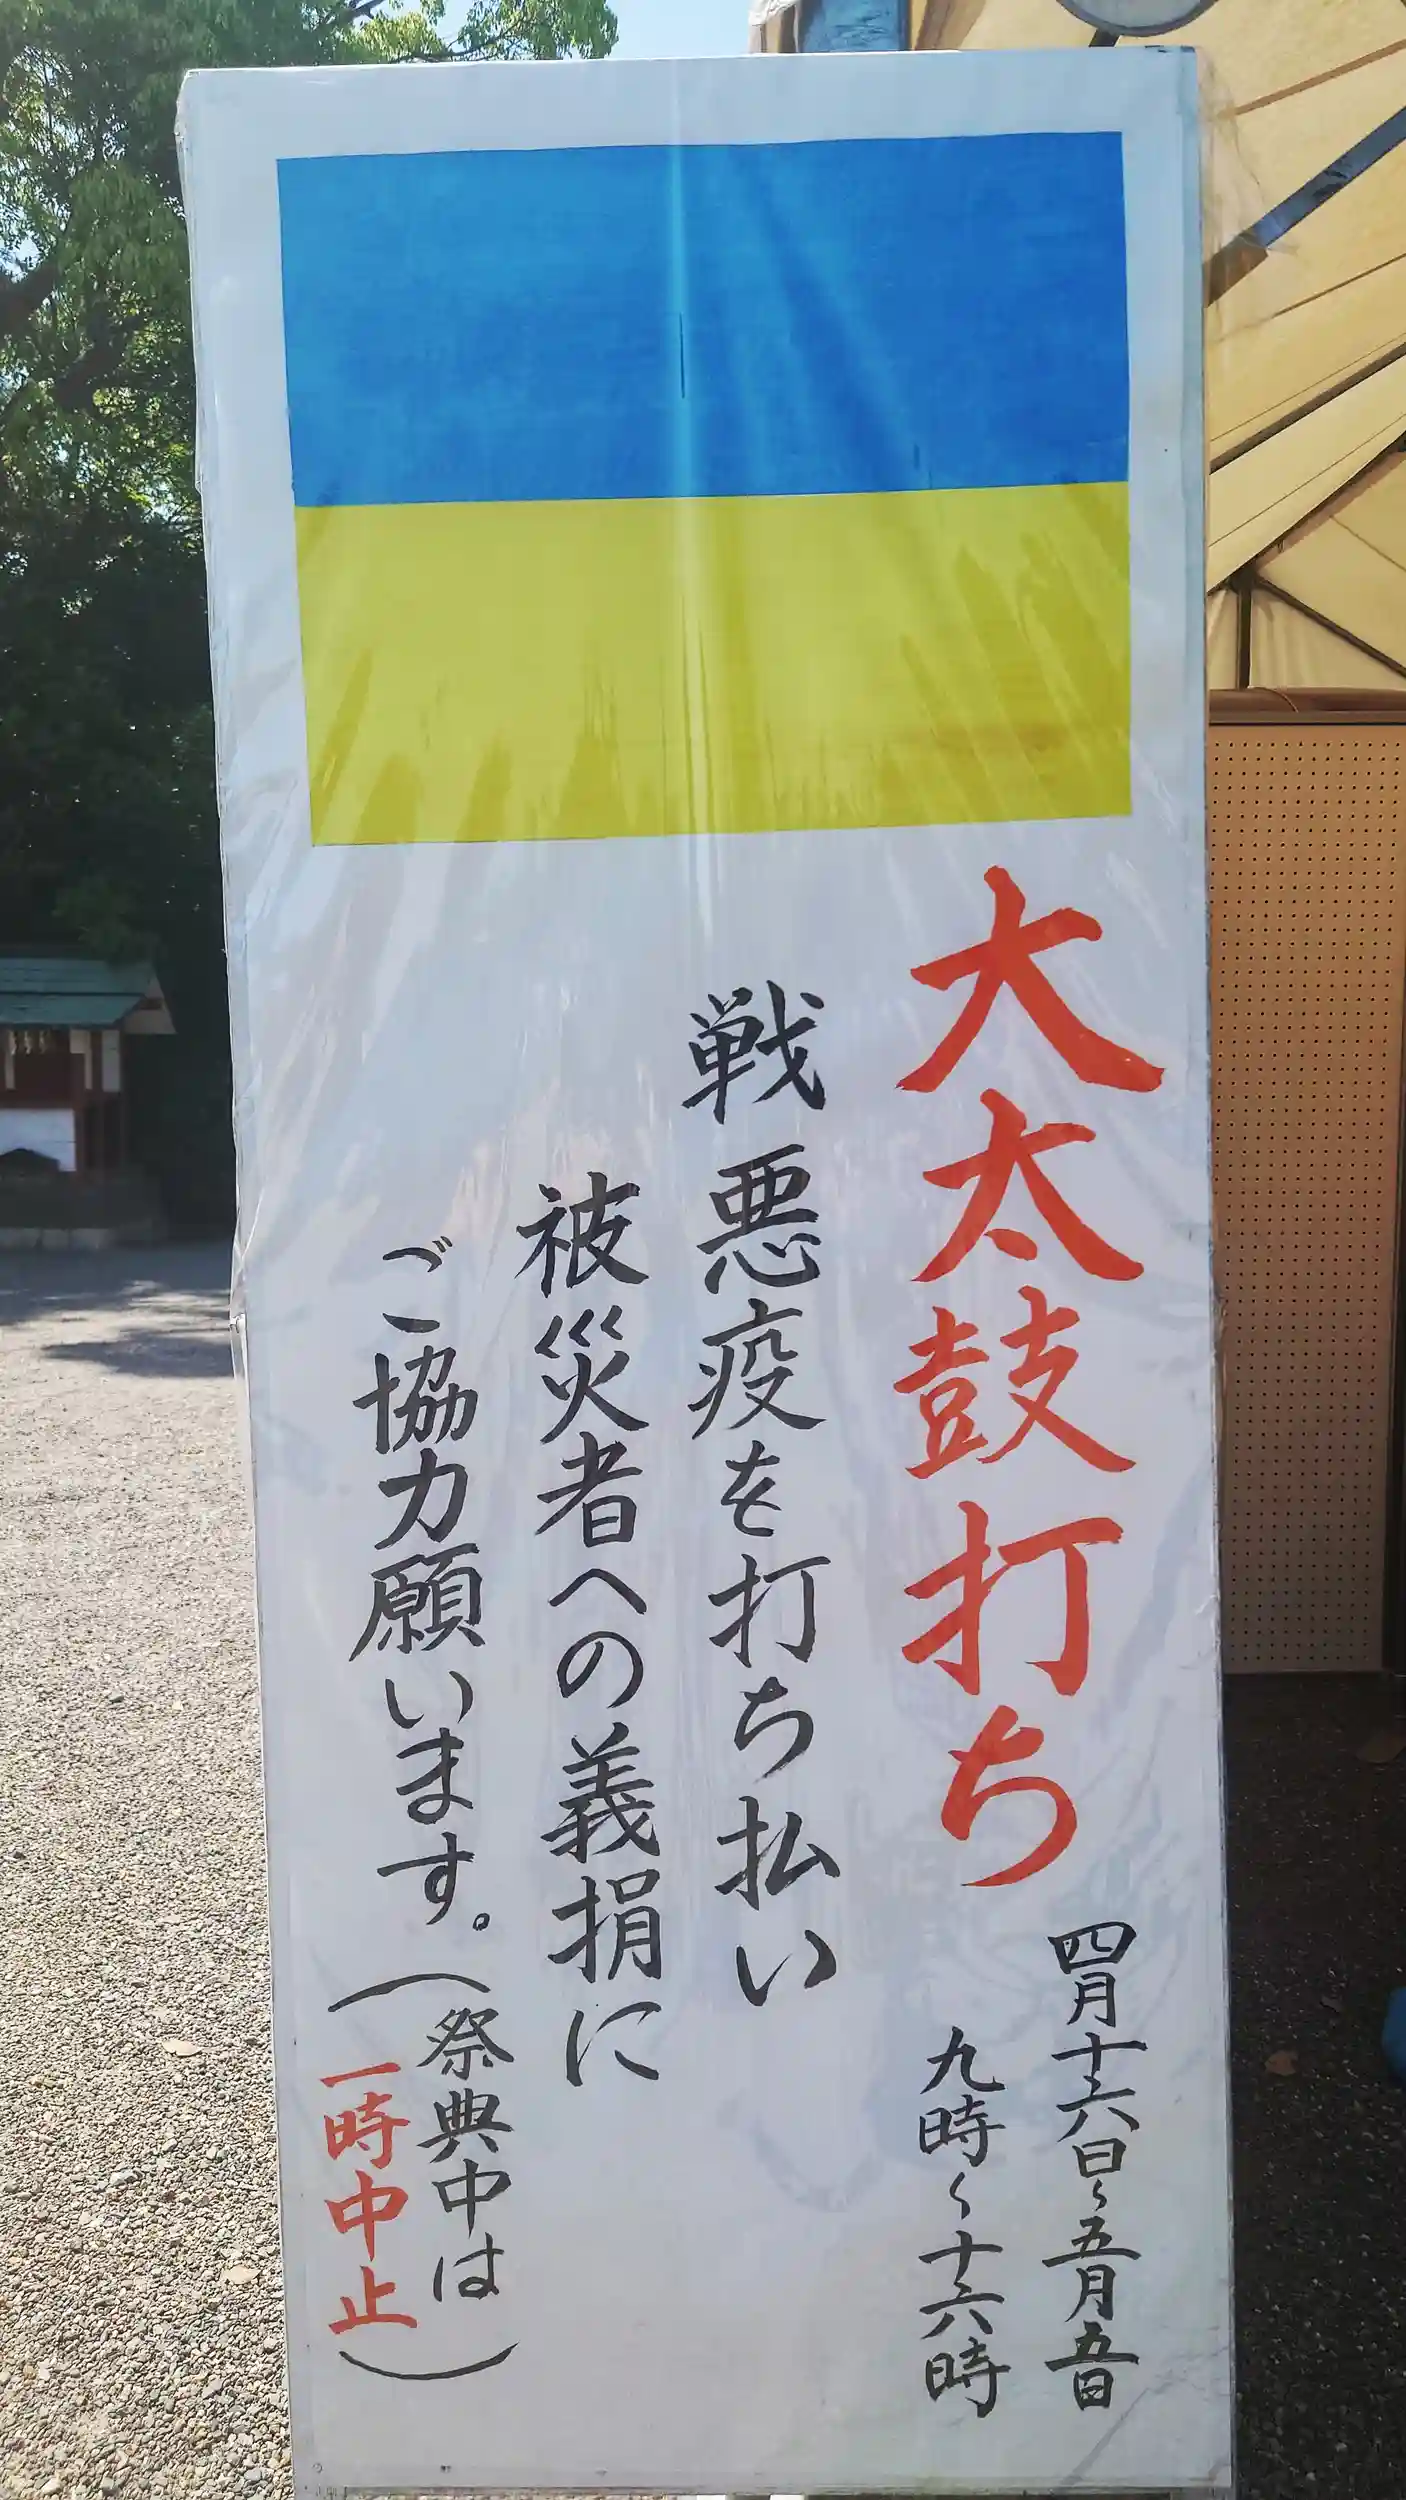 大太鼓打ち
四月十六日~五月五日
九時~十六時
戦 悪疫を打ち払い
被災者への義捐に
ご協力願います。
(祭典中は
一時中止)